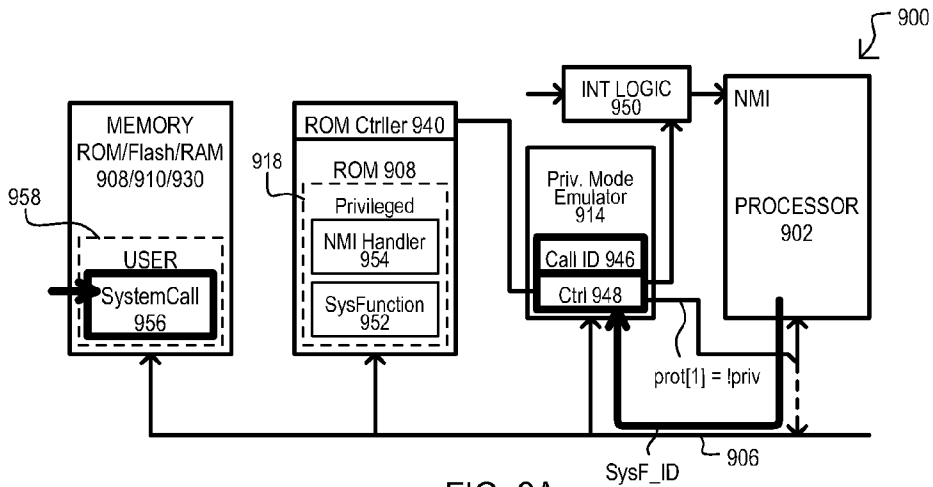 900
INT LOGIC
950
NMI
PROCESSOR
902
MEMORY
ROM/Flash/RAM
908/910/930
958
USER
SystemCall
956
ROM Ctrller 940
918
ROM 908
Privileged
NMI Handler
954
SysFunction
952
Priv. Mode
Emulator
914
Call ID 946
Ctrl 948
prot[1] = !priv
906
SysF_ID